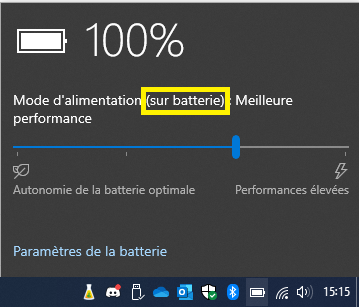 100%
Mode d'alimentation (sur batterie) : Meilleure
performance
Autonomie de la batterie optimale Performances élevées
Paramètres de la batterie
15:15